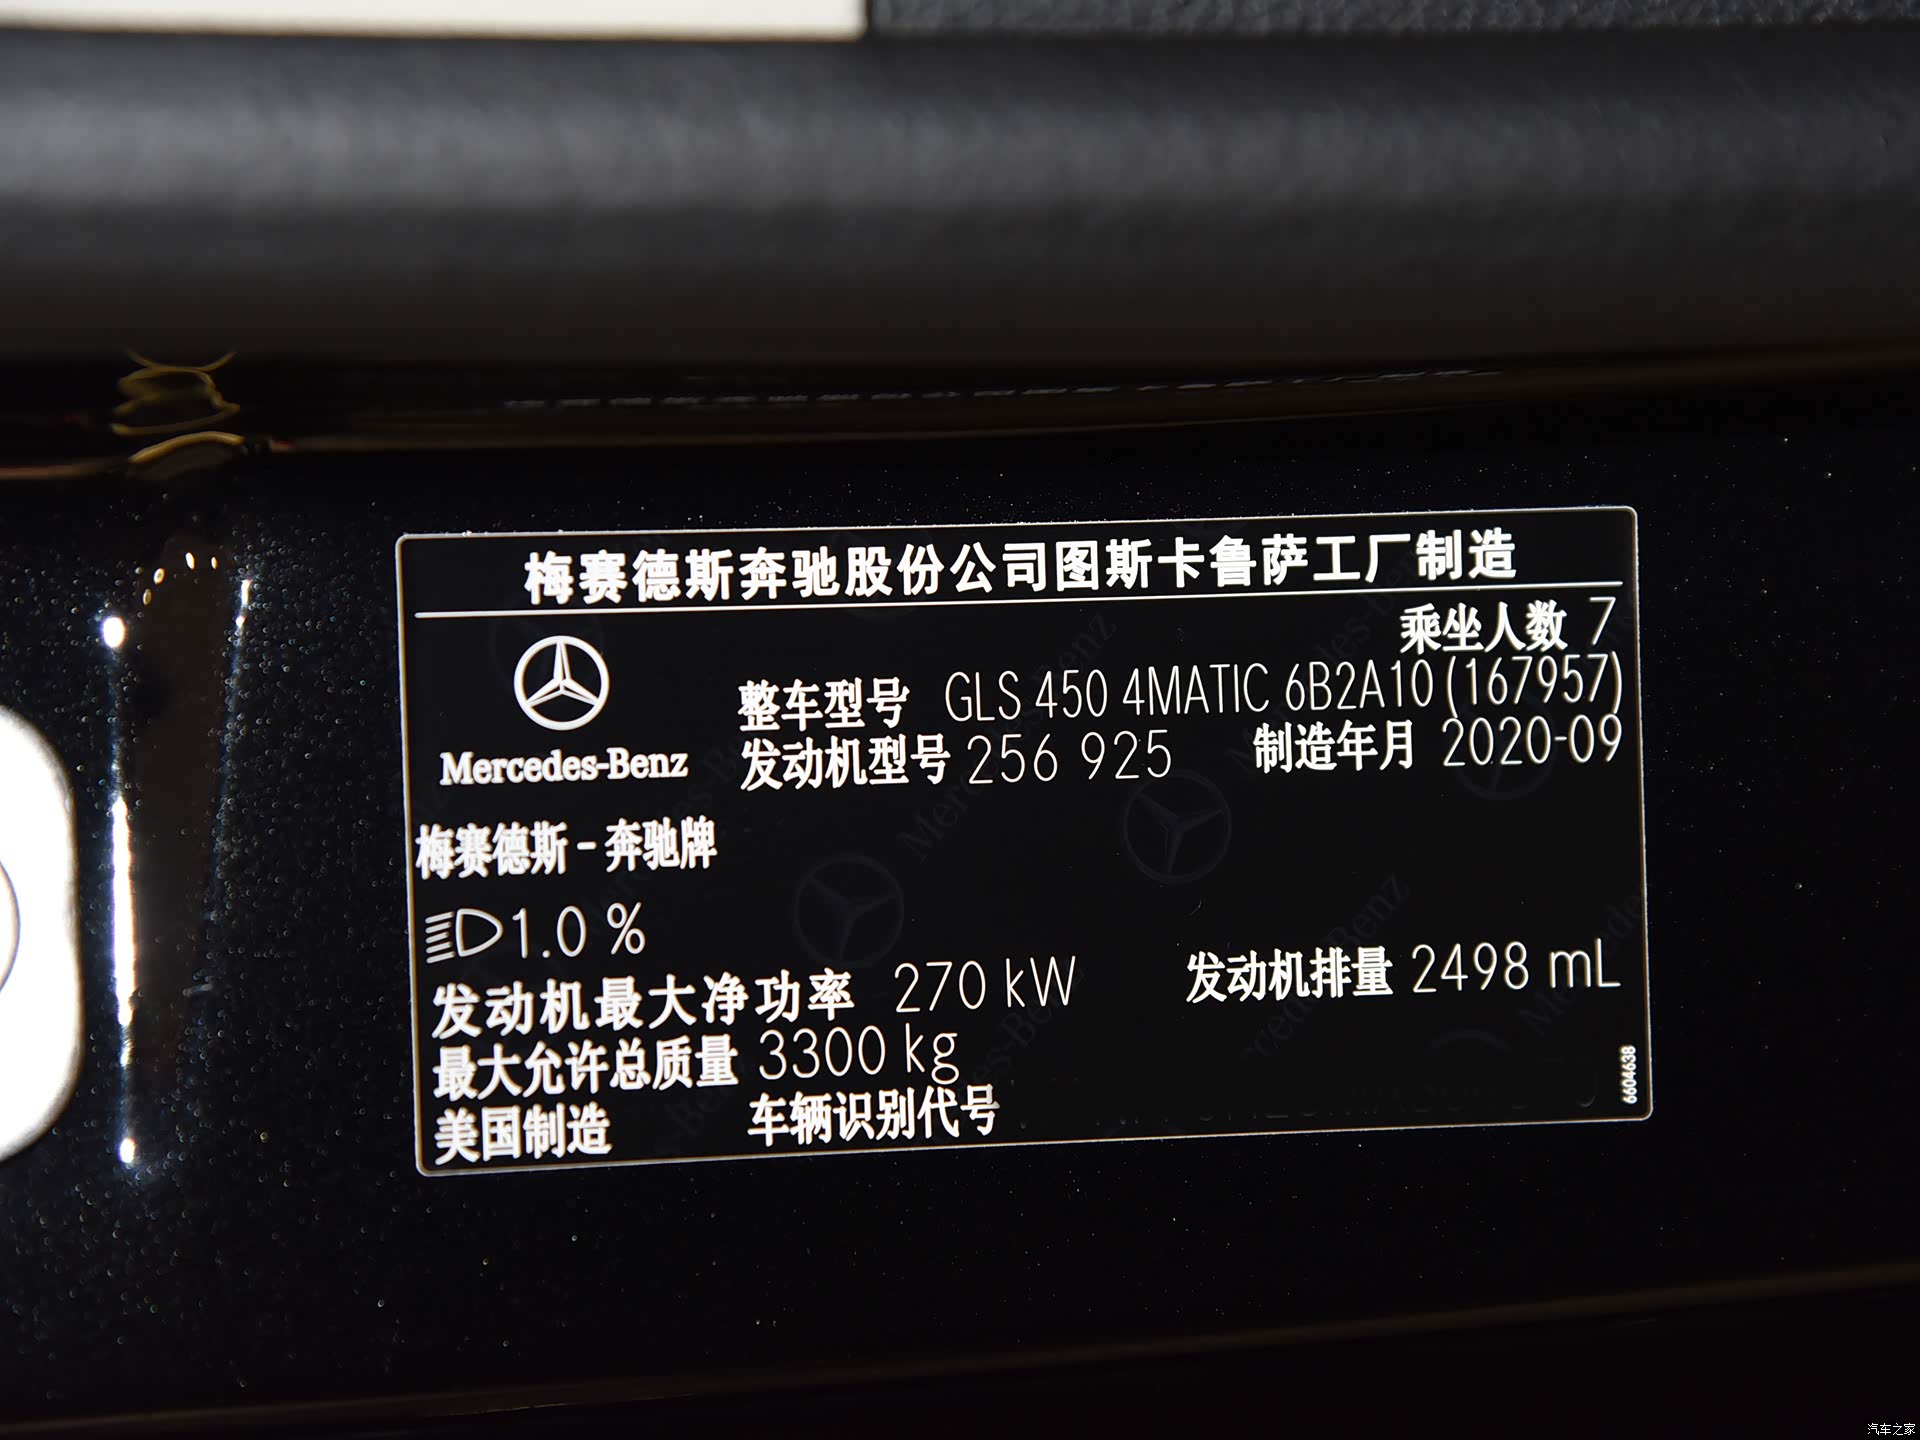 梅赛德斯奔驰股份公司图斯卡鲁萨工厂制造
乘坐人数 7
整车型号 GLS 450 4MATIC 6B2A10 (167957)
Mercedes-Benz
发动机型号 256 925 制造年月 2020-09
梅赛德斯-奔驰牌
1.0 %
发动机最大净功率 270 kW 发动机排量 2498 mL
最大允许总质量 3300 kg
美国制造 车辆识别代号
6604638
汽车之家